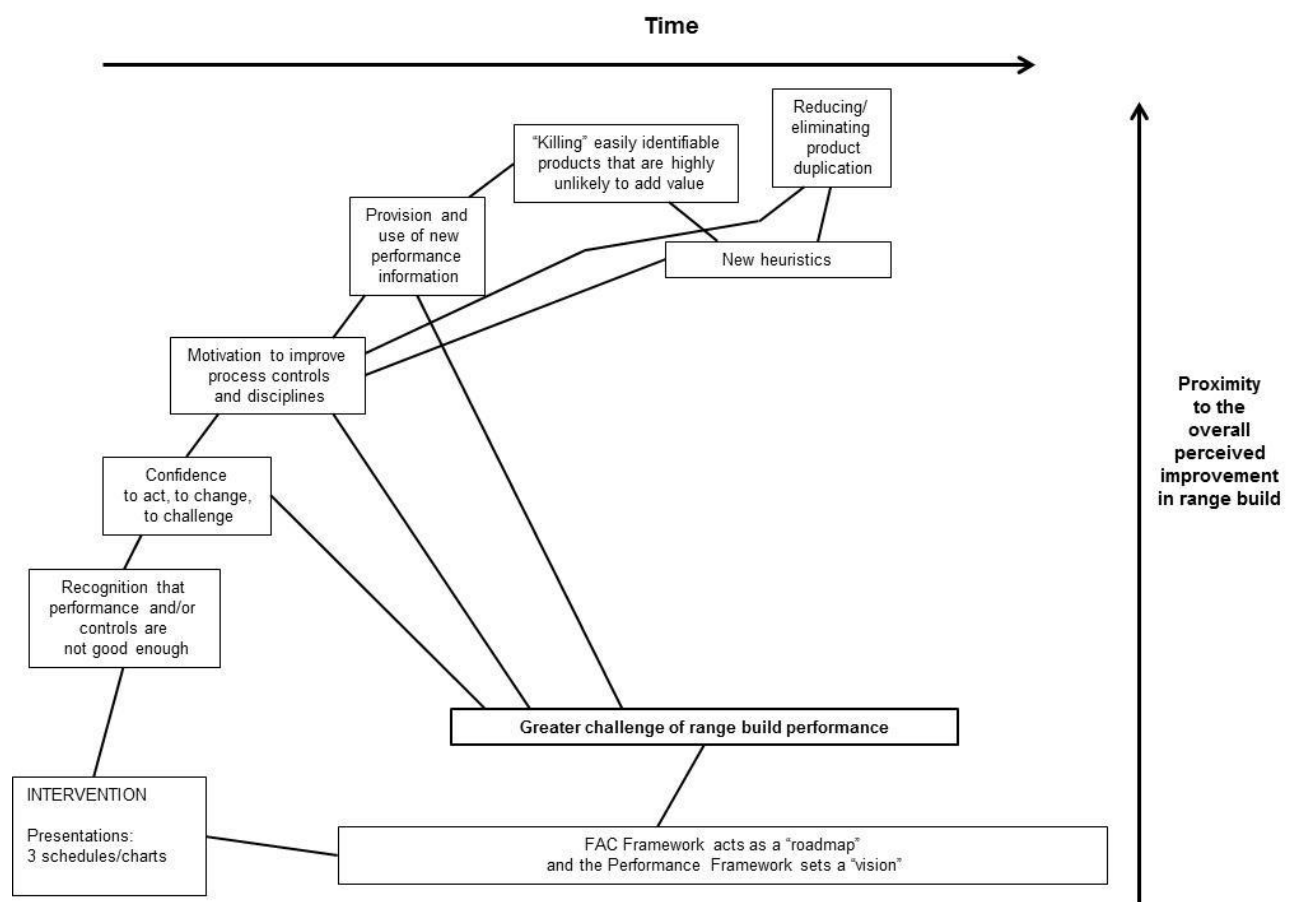 Time
Reducing/
eliminating
product
duplication
“Killing” easily identifiable
products that are highly
unlikely to add value
Provision and
use of new
performance
information
New heuristics
Motivation to improve
process controls
and disciplines
Proximity
to the
overall
perceived
improvement
in range build
Confidence
to act, to change,
to challenge
Recognition that
performance and/or
controls are
not good enough
Greater challenge of range build performance
INTERVENTION
Presentations:
3 schedules/charts
FAC Framework acts as a “roadmap”
and the Performance Framework sets a “vision”